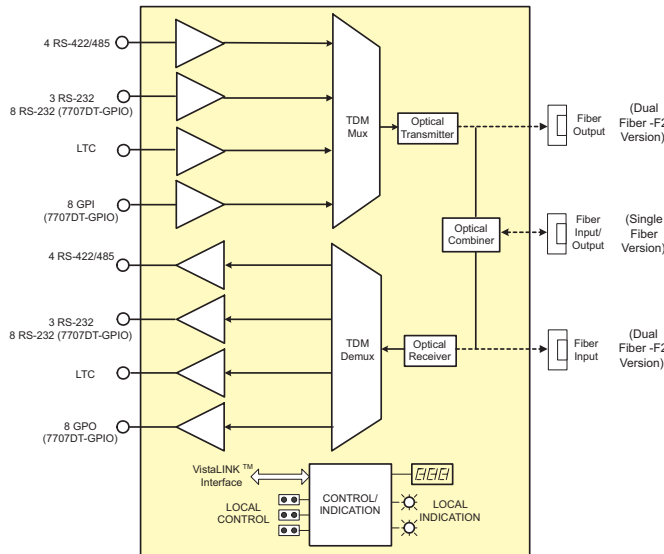 4 RS-422/485
3 RS-232
8 RS-232 (7707DT-GPIO)
LTC
8 GPI
(7707DT-GPIO)
TDM
Mux
Optical
Transmitter
Fiber
Output
(Dual
Fiber -F2
Version)
Optical
Combiner
Fiber
Input/
Output
(Single
Fiber
Version)
4 RS-422/485
3 RS-232
8 RS-232 (7707DT-GPIO)
LTC
8 GPO
(7707DT-GPIO)
TDM
Demux
Optical
Receiver
Fiber
Input
(Dual
Fiber -F2
Version)
VistaLINK ™
Interface
LOCAL
CONTROL
CONTROL/
INDICATION
LOCAL
INDICATION